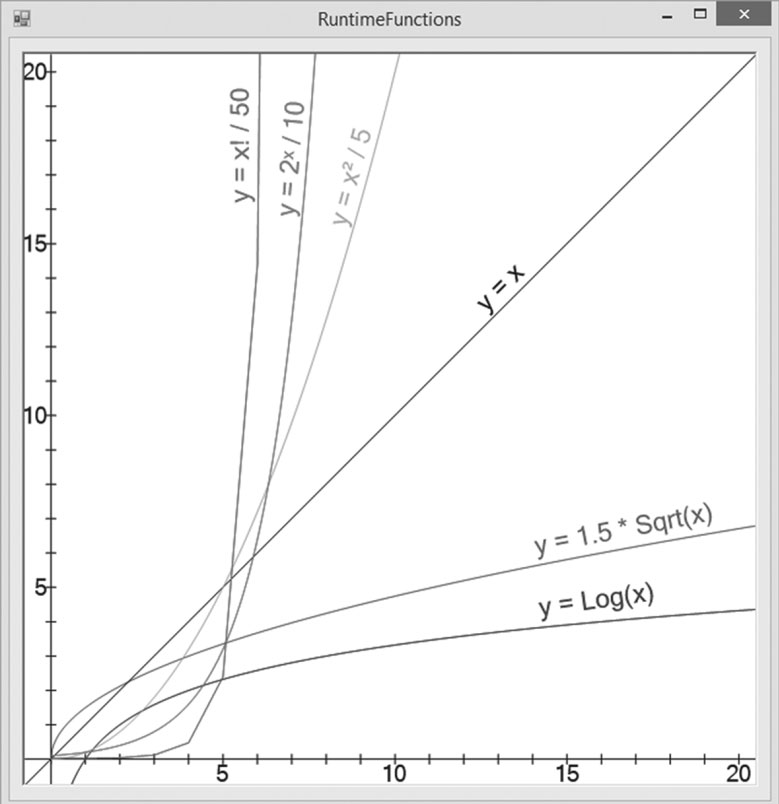 RuntimeFunctions
20
15
10
5
y = x! / 50
y = 2ˣ / 10
y = x² / 5
y = x
y = 1.5 * Sqrt(x)
y = Log(x)
5
10
15
20